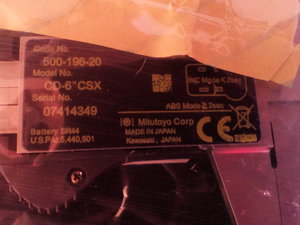 Code No.
500-196-20
Model No.
CD-6"CSX
Serial No.
07414349
Battery SR44
U.S.PAT. 5,440,501
INC Mode <2sec
ABS Mode ≥2sec
Mitutoyo Corp
MADE IN JAPAN
Kawasaki, JAPAN
CE